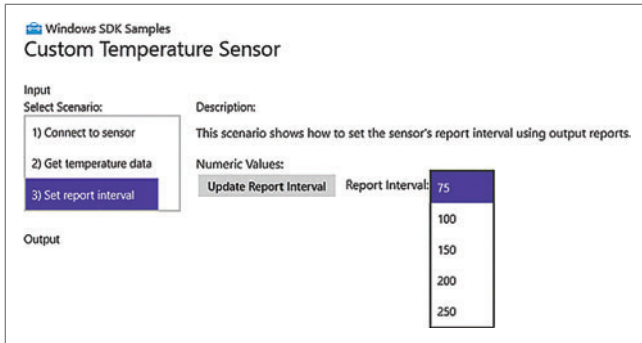 Windows SDK Samples
Custom Temperature Sensor
Input
Select Scenario:
1) Connect to sensor
2) Get temperature data
3) Set report interval
Description:
This scenario shows how to set the sensor's report interval using output reports.
Numeric Values:
Update Report Interval Report Interval: 75
100
150
200
250
Output